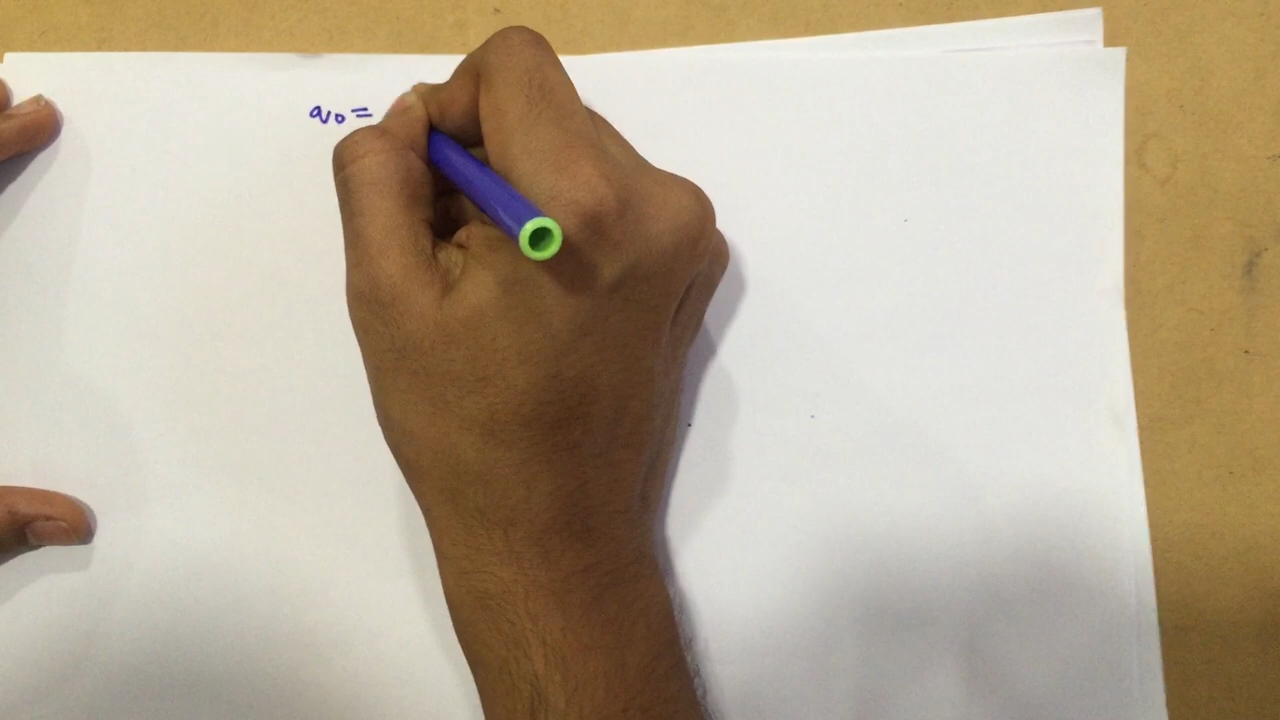 a₀ =